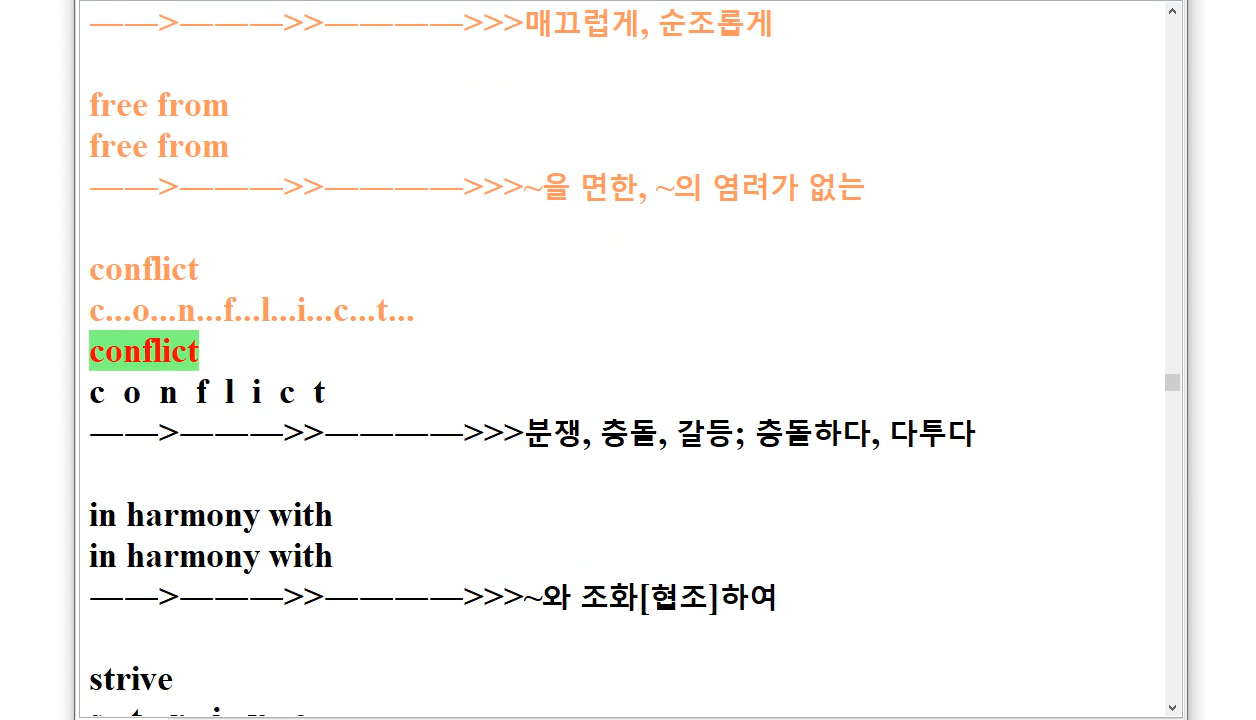 ——>———>>————>>>매끄럽게, 순조롭게
free from
free from
——>———>>————>>>~을 면한, ~의 염려가 없는
conflict
c...o...n...f...l...i...c...t...
conflict
c o n f l i c t
——>———>>————>>>분쟁, 충돌, 갈등; 충돌하다, 다투다
in harmony with
in harmony with
——>———>>————>>>~와 조화[협조]하여
strive